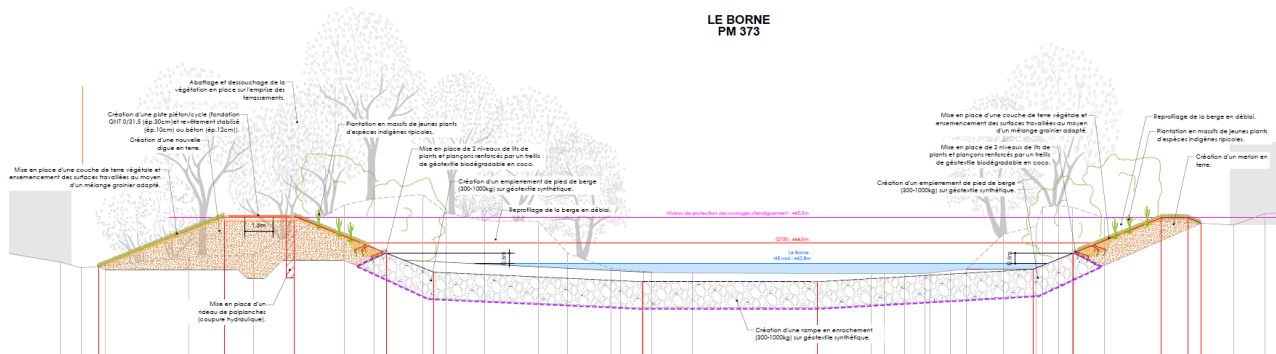 LE BORNE
PM 373
Abattage et dessouchage de la
végétation en place sur l'emprise des
terrassements.
Création d'une piste piéton/cycle (fondation
GNT 0/31,5 (ép.30cm)et revêtement stabilisé
(ép.10cm) ou béton (ép.12cm)).
Création d'une nouvelle
digue en terre.
Mise en place d'une couche de terre végétale et
ensemencement des surfaces travaillées au moyen
d'un mélange grainier adapté.
Plantation en massifs de jeunes plants
d'espèces indigènes ripicoles.
Mise en place de 2 niveaux de lits de
plants et plançons renforcés par un treillis
de géotextile biodégradable en coco.
Création d'un empierrement de pied de berge
(300-1000kg) sur géotextile synthétique.
Reprofilage de la berge en déblai.
1,6m
Mise en place d'un
rideau de palplanches
(coupure hydraulique).
Niveau de protection des ouvrages d'endiguement : 445.5m
Q100 : 444.0m
Le Borne
NE mai : 442.8m
0,6m
0,6m
Création d'une rampe en enrochement
(300-1000kg) sur géotextile synthétique.
Mise en place d'une couche de terre végétale et
ensemencement des surfaces travaillées au moyen
d'un mélange grainier adapté.
Mise en place de 2 niveaux de lits de
plants et plançons renforcés par un treillis
de géotextile biodégradable en coco.
Création d'un empierrement de pied de berge
(300-1000kg) sur géotextile synthétique.
Reprofilage de la berge en déblai.
Plantation en massifs de jeunes plants
d'espèces indigènes ripicoles.
Création d'un merlon en
terre.